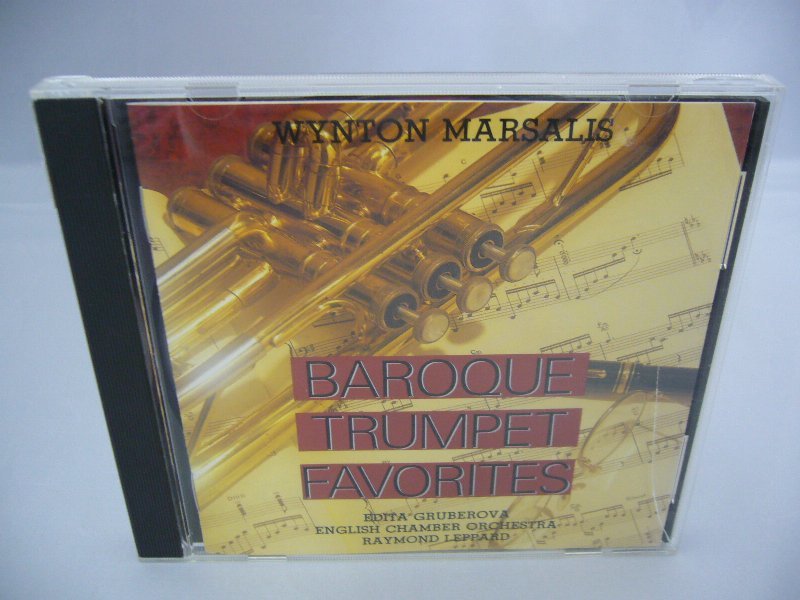 WYNTON MARSALIS
BAROQUE
TRUMPET
FAVORITES
EDITA GRUBEROVA
ENGLISH CHAMBER ORCHESTRA
RAYMOND LEPPARD